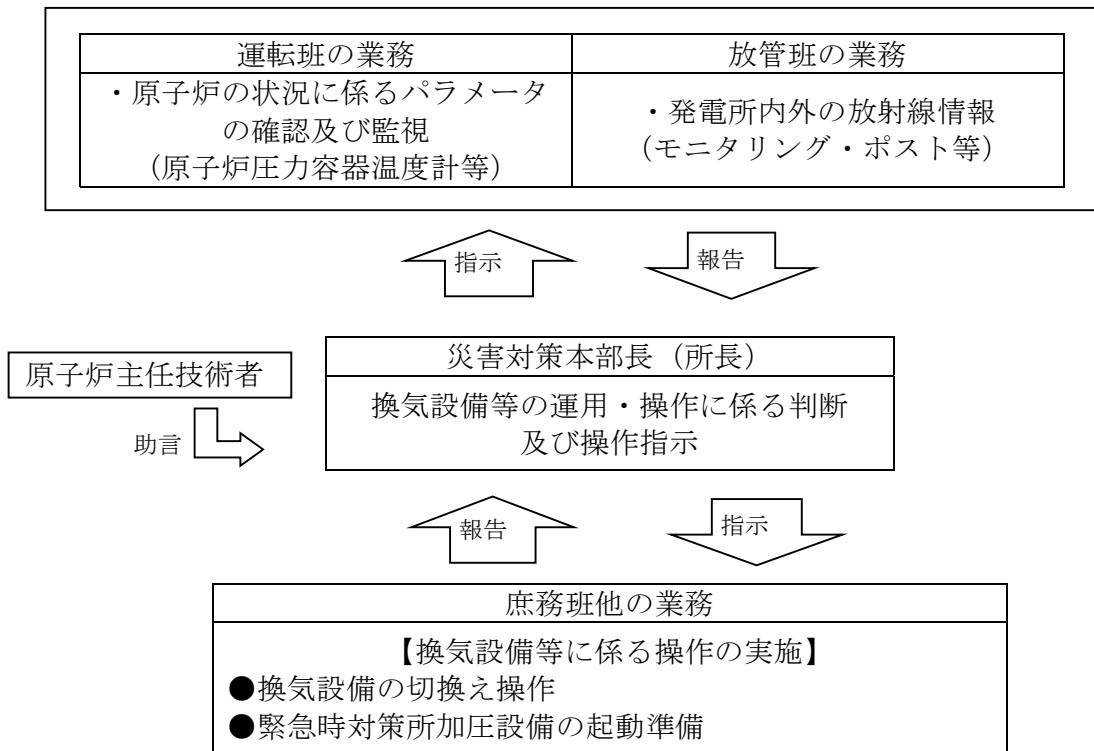 運転班の業務
・原子炉の状況に係るパラメータ
の確認及び監視
（原子炉圧力容器温度計等）
放管班の業務
・発電所内外の放射線情報
（モニタリング・ポスト等）
指示
報告
原子炉主任技術者
助言
災害対策本部長（所長）
換気設備等の運用・操作に係る判断
及び操作指示
報告
指示
庶務班他の業務
【換気設備等に係る操作の実施】
●換気設備の切換え操作
●緊急時対策所加圧設備の起動準備